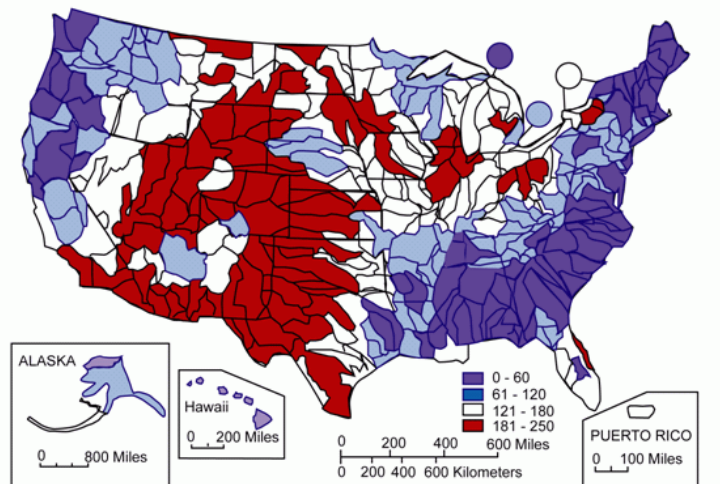 ALASKA
0 800 Miles
Hawaii
0 200 Miles
0 - 60
61 - 120
121 - 180
181 - 250
0 200 400 600 Miles
0 200 400 600 Kilometers
PUERTO RICO
0 100 Miles